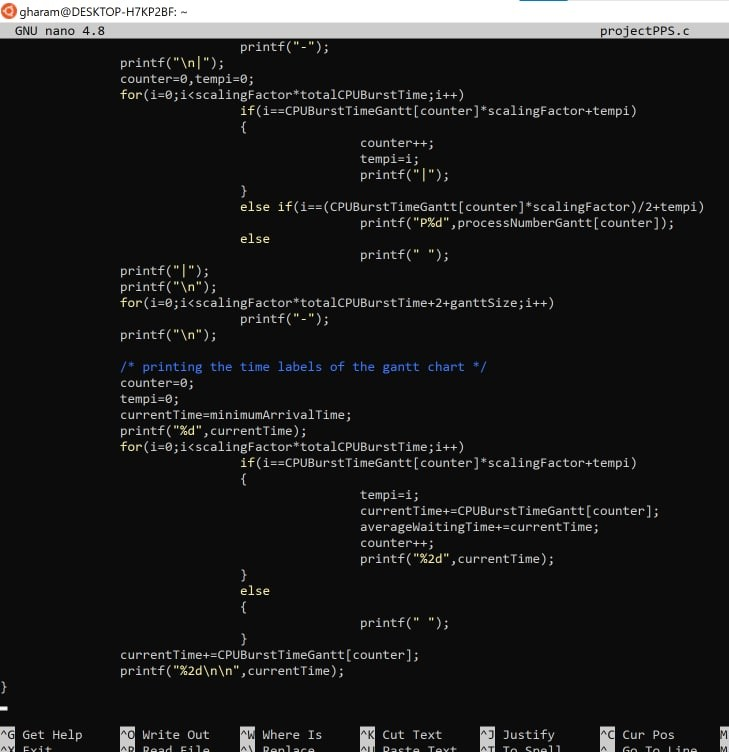 gharam@DESKTOP-H7KP2BF: ~
GNU nano 4.8 projectPPS.c
printf("-");
printf("\n|");
counter=0,tempi=0;
for(i=0;i<scalingFactor*totalCPUBurstTime;i++)
if(i==CPUBurstTimeGantt[counter]*scalingFactor+tempi)
{
counter++;
tempi=i;
printf("|");
}
else if(i==(CPUBurstTimeGantt[counter]*scalingFactor)/2+tempi)
printf("P%d",processNumberGantt[counter]);
else
printf(" ");
printf("|");
printf("\n");
for(i=0;i<scalingFactor*totalCPUBurstTime+2+ganttSize;i++)
printf("-");
printf("\n");
/* printing the time labels of the gantt chart */
counter=0;
tempi=0;
currentTime=minimumArrivalTime;
printf("%d",currentTime);
for(i=0;i<scalingFactor*totalCPUBurstTime;i++)
if(i==CPUBurstTimeGantt[counter]*scalingFactor+tempi)
{
tempi=i;
currentTime+=CPUBurstTimeGantt[counter];
averageWaitingTime+=currentTime;
counter++;
printf("%2d",currentTime);
}
else
{
printf(" ");
}
currentTime+=CPUBurstTimeGantt[counter];
printf("%2d\n\n",currentTime);
}
^G Get Help ^O Write Out ^W Where Is ^K Cut Text ^J Justify ^C Cur Pos M
^X Exit ^R Read File ^\ Replace ^U Paste Text ^T To Spell ^_ Go To Line M